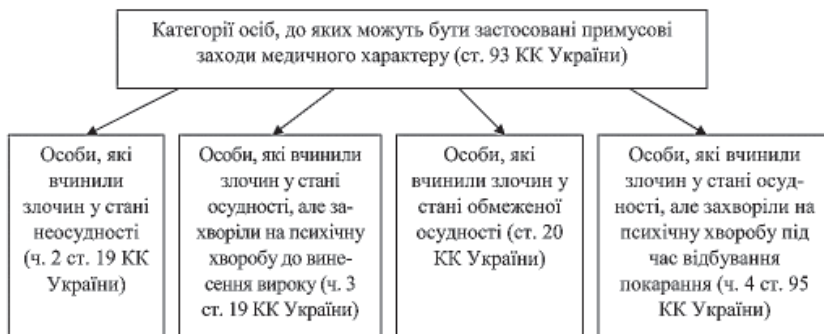 Категорії осіб, до яких можуть бути застосовані примусові
заходи медичного характеру (ст. 93 КК України)
Особи, які
вчинили
злочин у стані
неосудності
(ч. 2 ст. 19 КК
України)
Особи, які вчинили
злочин у стані
осудності, але за-
хворіли на психічну
хворобу до вине-
сення вироку (ч. 3
ст. 19 КК України)
Особи, які
вчинили злочин у
стані обмеженої
осудності (ст. 20
КК України)
Особи, які вчинили
злочин у стані осуд-
ності, але захворіли на
психічну хворобу під
час відбування
покарання (ч. 4 ст. 95
КК України)